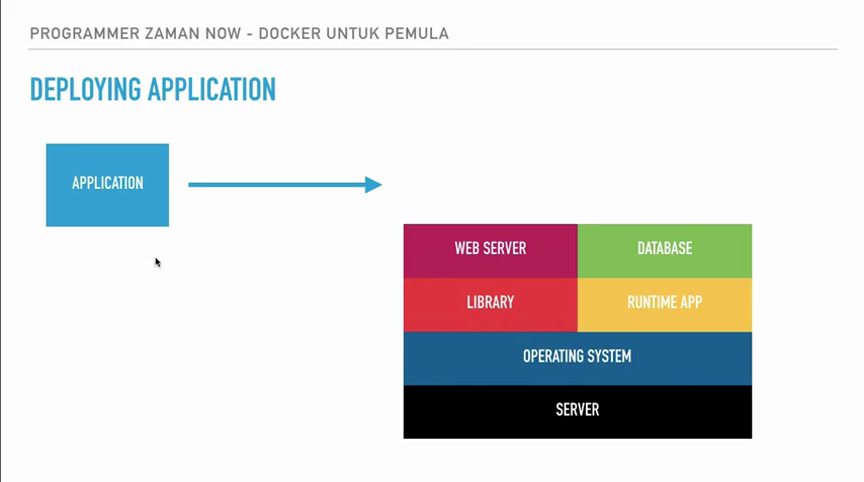 PROGRAMMER ZAMAN NOW - DOCKER UNTUK PEMULA
DEPLOYING APPLICATION
APPLICATION
WEB SERVER
DATABASE
LIBRARY
RUNTIME APP
OPERATING SYSTEM
SERVER